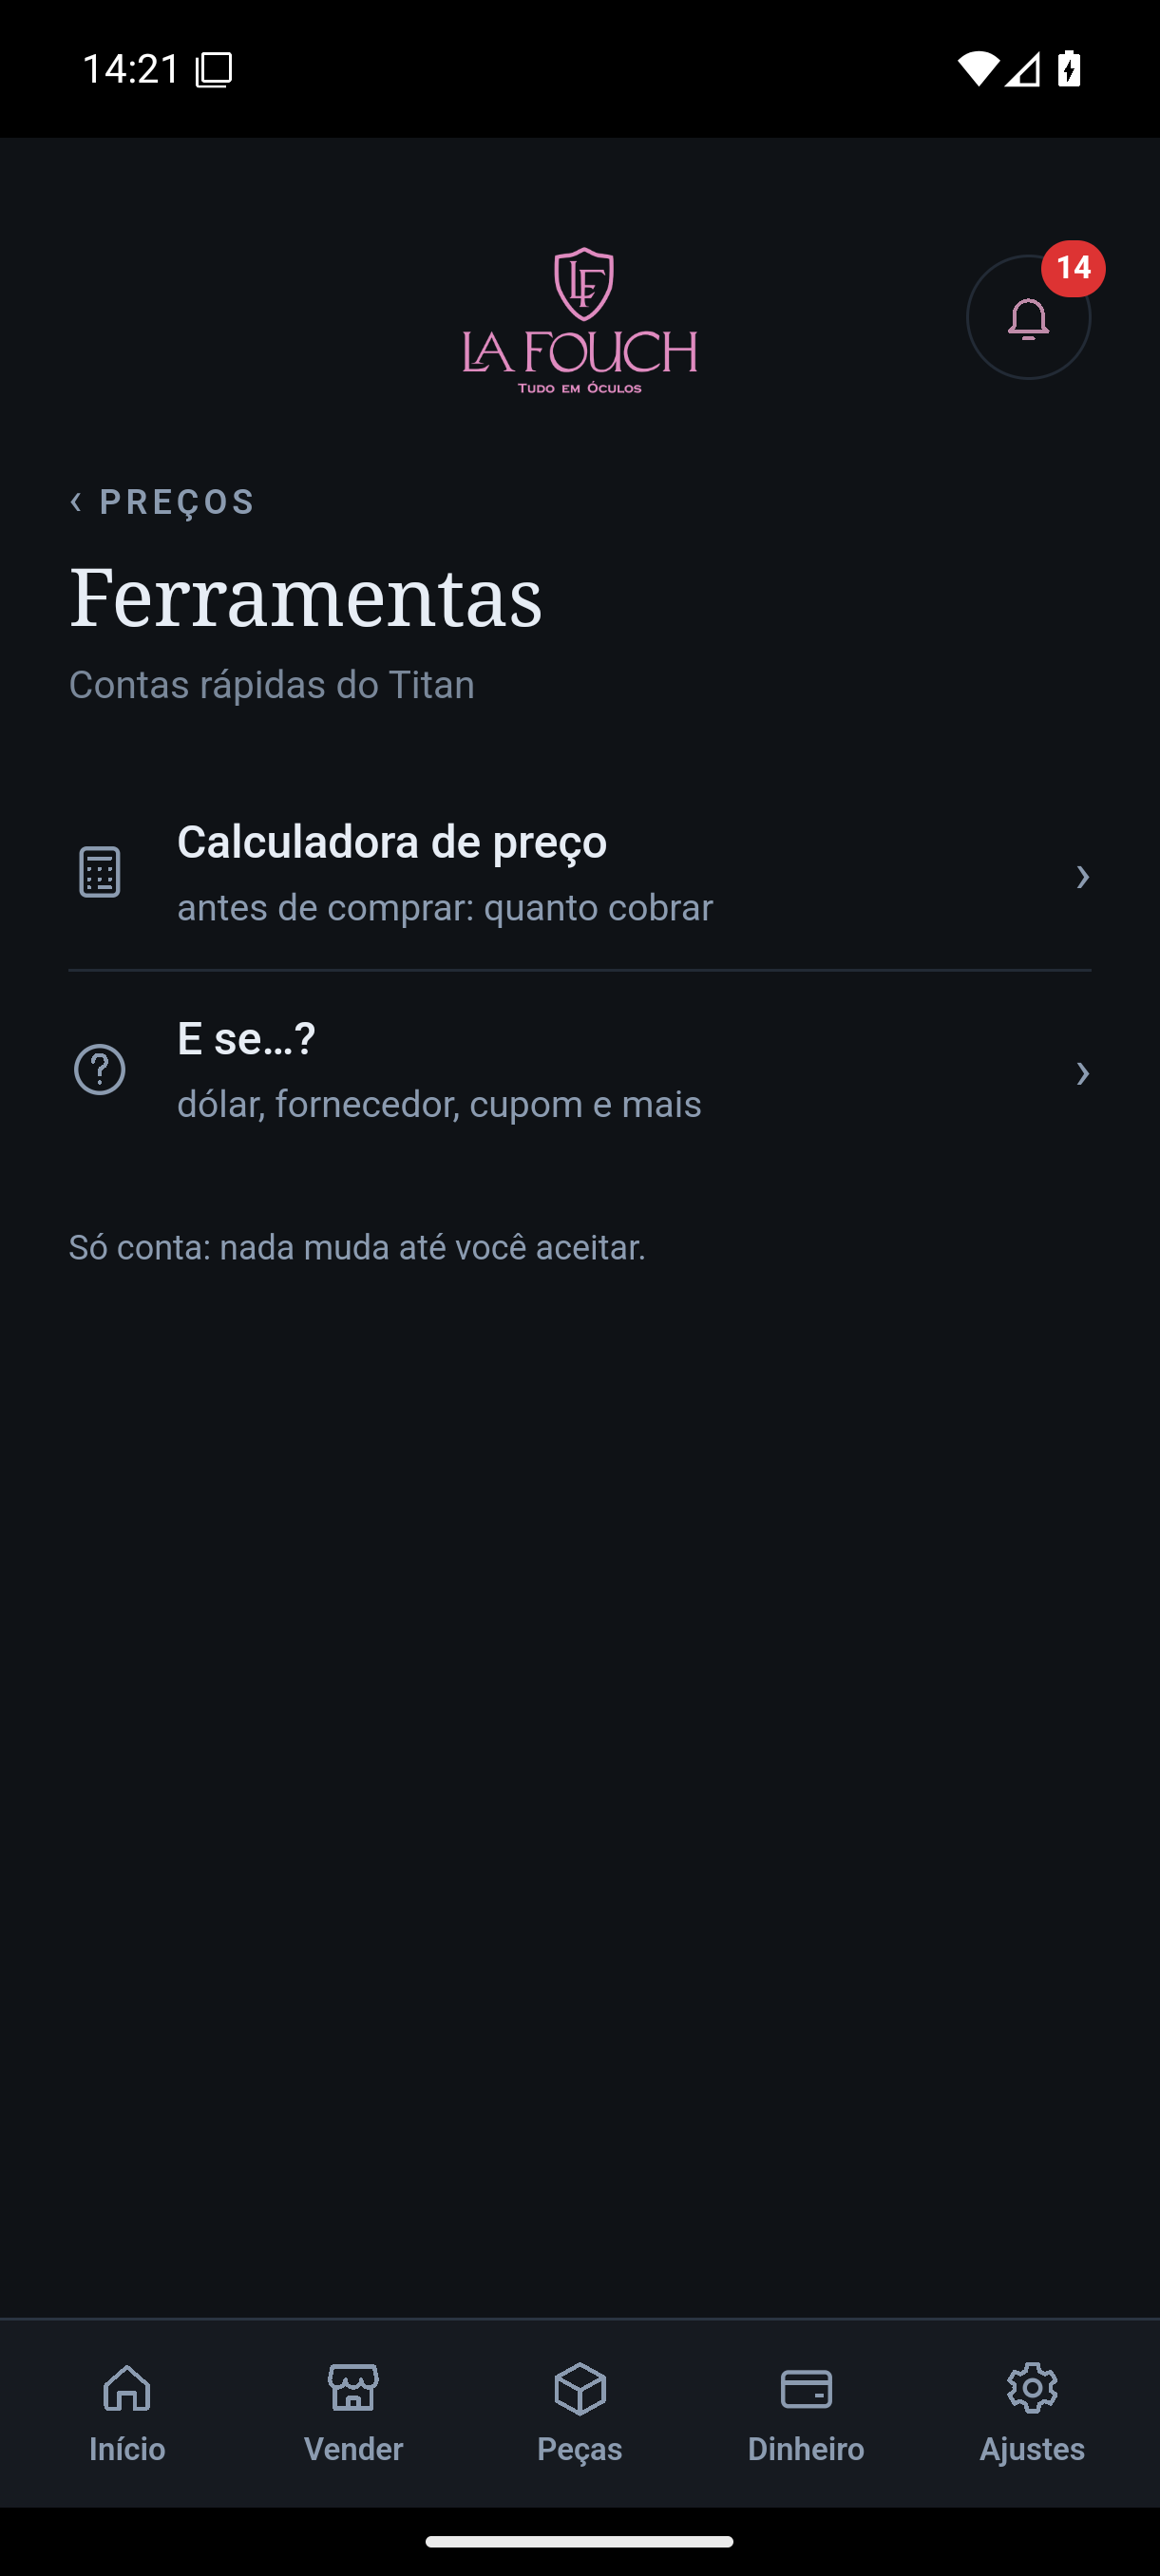 14:21
LF
LA FOUCH
TUDO EM ÓCULOS
14
‹ PREÇOS
Ferramentas
Contas rápidas do Titan
Calculadora de preço
antes de comprar: quanto cobrar
E se...?
dólar, fornecedor, cupom e mais
Só conta: nada muda até você aceitar.
Início
Vender
Peças
Dinheiro
Ajustes